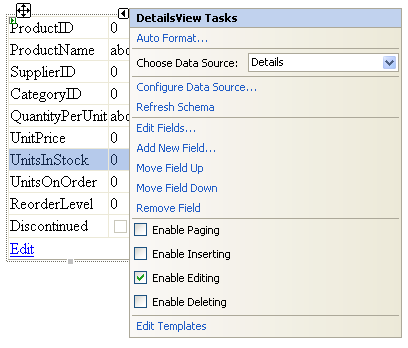 ProductID 0
ProductName abc
SupplierID 0
CategoryID 0
QuantityPerUnit abc
UnitPrice 0
UnitsInStock 0
UnitsOnOrder 0
ReorderLevel 0
Discontinued
Edit
DetailsView Tasks
Auto Format...
Choose Data Source: Details
Configure Data Source...
Refresh Schema
Edit Fields...
Add New Field...
Move Field Up
Move Field Down
Remove Field
Enable Paging
Enable Inserting
Enable Editing
Enable Deleting
Edit Templates